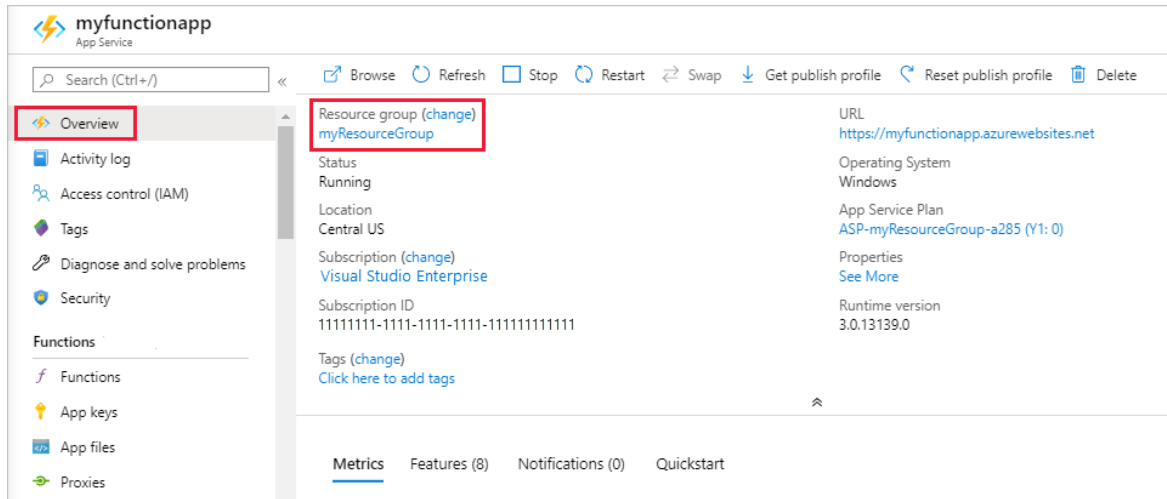 myfunctionapp
App Service
Search (Ctrl+/)
«
Overview
Activity log
Access control (IAM)
Tags
Diagnose and solve problems
Security
Functions
Functions
App keys
App files
Proxies
Browse Refresh Stop Restart Swap Get publish profile Reset publish profile Delete
Resource group (change)
myResourceGroup
Status
Running
Location
Central US
Subscription (change)
Visual Studio Enterprise
Subscription ID
11111111-1111-1111-1111-111111111111
Tags (change)
Click here to add tags
URL
https://myfunctionapp.azurewebsites.net
Operating System
Windows
App Service Plan
ASP-myResourceGroup-a285 (Y1: 0)
Properties
See More
Runtime version
3.0.13139.0
Metrics Features (8) Notifications (0) Quickstart